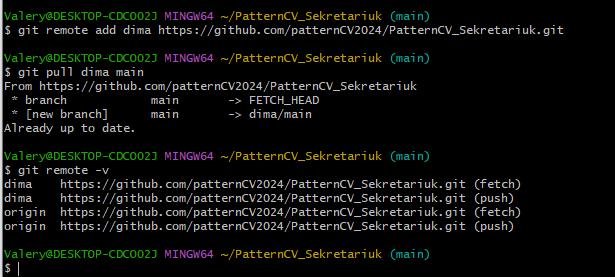 Valery@DESKTOP-CDCO02J MINGW64 ~/PatternCV_Sekretariuk (main)
$ git remote add dima https://github.com/patternCV2024/PatternCV_Sekretariuk.git
Valery@DESKTOP-CDCO02J MINGW64 ~/PatternCV_Sekretariuk (main)
$ git pull dima main
From https://github.com/patternCV2024/PatternCV_Sekretariuk
 * branch            main       -> FETCH_HEAD
 * [new branch]      main       -> dima/main
Already up to date.
Valery@DESKTOP-CDCO02J MINGW64 ~/PatternCV_Sekretariuk (main)
$ git remote -v
dima    https://github.com/patternCV2024/PatternCV_Sekretariuk.git (fetch)
dima    https://github.com/patternCV2024/PatternCV_Sekretariuk.git (push)
origin  https://github.com/patternCV2024/PatternCV_Sekretariuk.git (fetch)
origin  https://github.com/patternCV2024/PatternCV_Sekretariuk.git (push)
Valery@DESKTOP-CDCO02J MINGW64 ~/PatternCV_Sekretariuk (main)
$